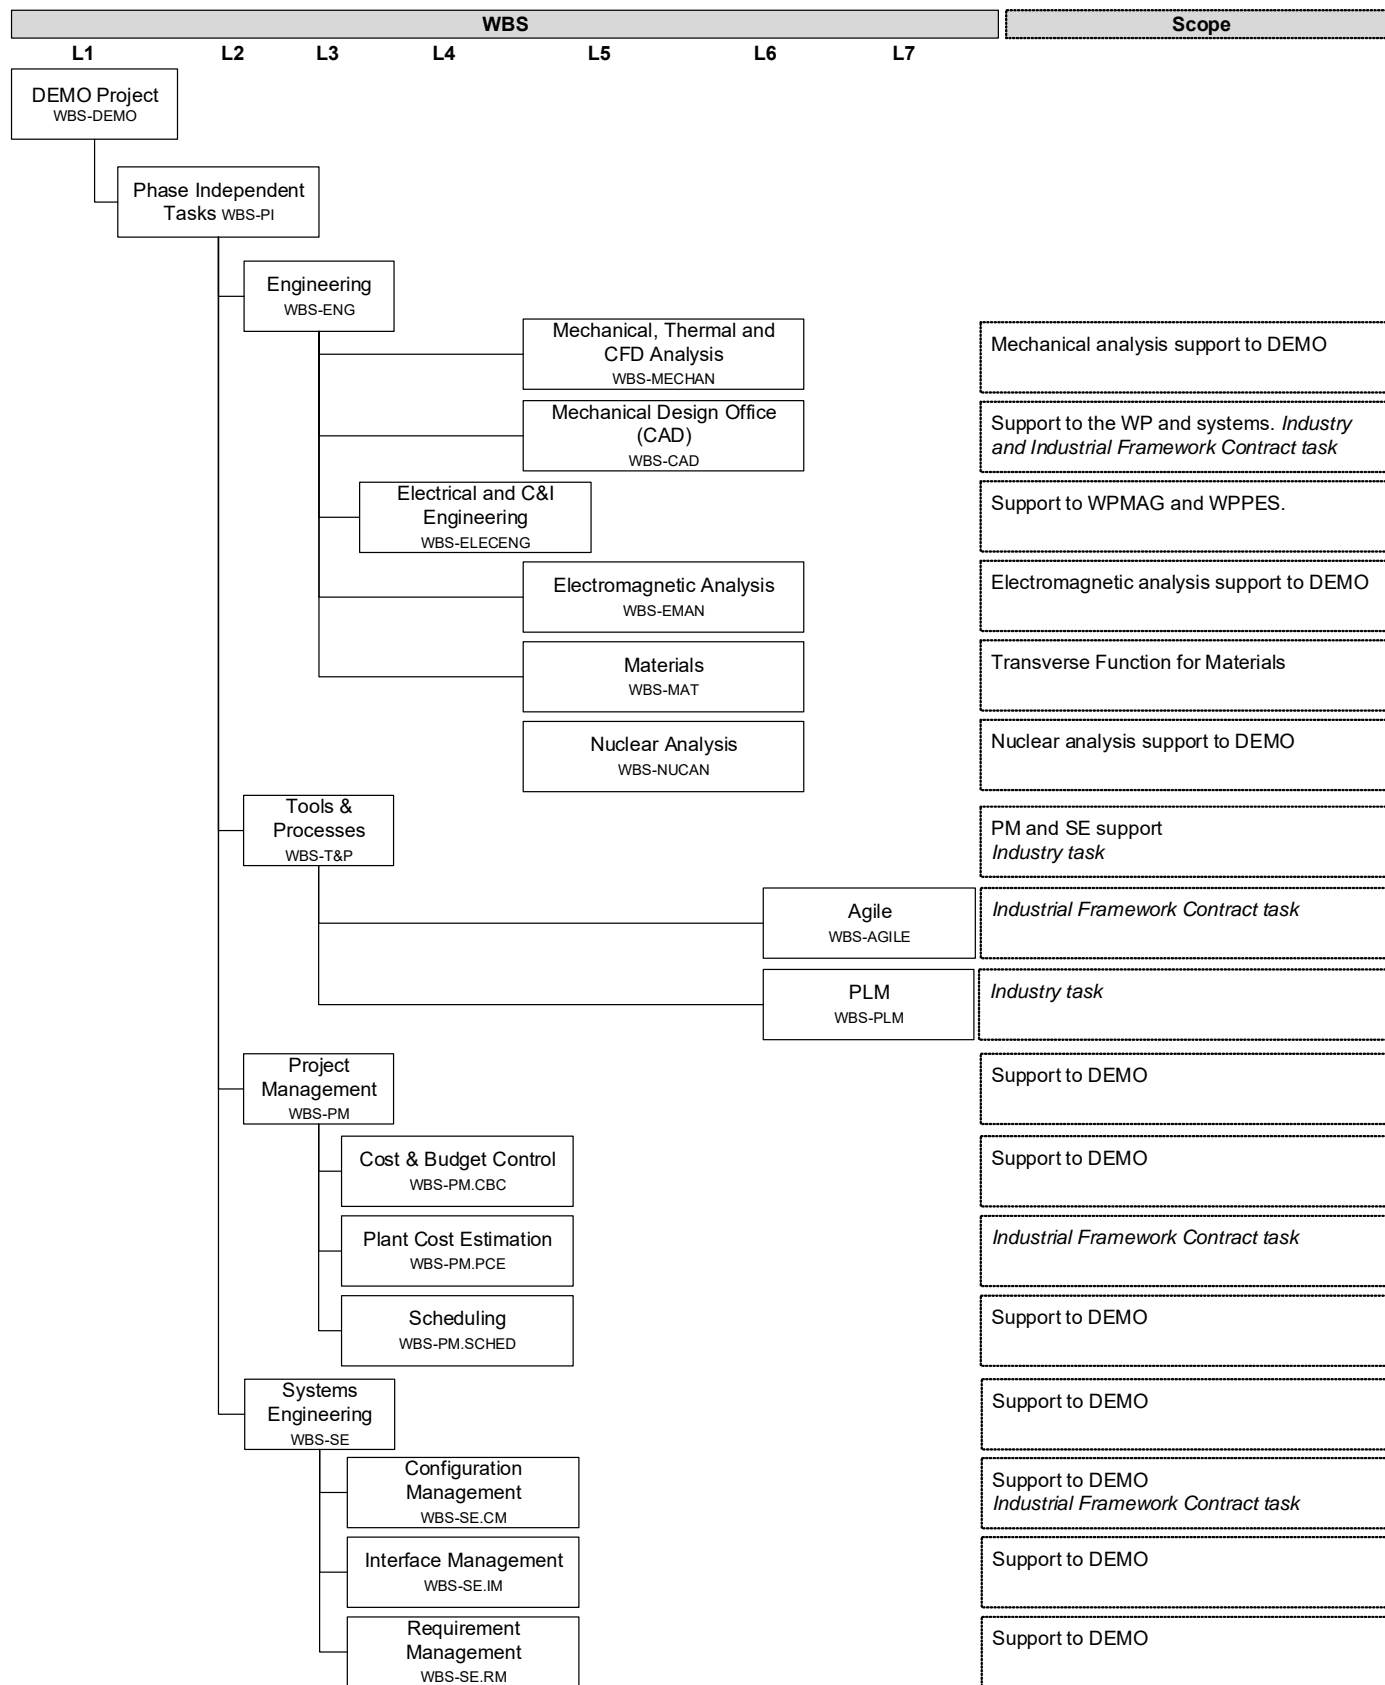 WBS
Scope
L1 L2 L3 L4 L5 L6 L7
DEMO Project
WBS-DEMO
Phase Independent
Tasks WBS-PI
Engineering
WBS-ENG
Mechanical, Thermal and
CFD Analysis
WBS-MECHAN
Mechanical analysis support to DEMO
Mechanical Design Office
(CAD)
WBS-CAD
Support to the WP and systems. Industry
and Industrial Framework Contract task
Electrical and C&I
Engineering
WBS-ELECENG
Support to WPMAG and WPPES.
Electromagnetic Analysis
WBS-EMAN
Electromagnetic analysis support to DEMO
Materials
WBS-MAT
Transverse Function for Materials
Nuclear Analysis
WBS-NUCAN
Nuclear analysis support to DEMO
Tools &
Processes
WBS-T&P
PM and SE support
Industry task
Agile
WBS-AGILE
Industrial Framework Contract task
PLM
WBS-PLM
Industry task
Project
Management
WBS-PM
Support to DEMO
Cost & Budget Control
WBS-PM.CBC
Support to DEMO
Plant Cost Estimation
WBS-PM.PCE
Industrial Framework Contract task
Scheduling
WBS-PM.SCHED
Support to DEMO
Systems
Engineering
WBS-SE
Support to DEMO
Configuration
Management
WBS-SE.CM
Support to DEMO
Industrial Framework Contract task
Interface Management
WBS-SE.IM
Support to DEMO
Requirement
Management
WBS-SE.RM
Support to DEMO